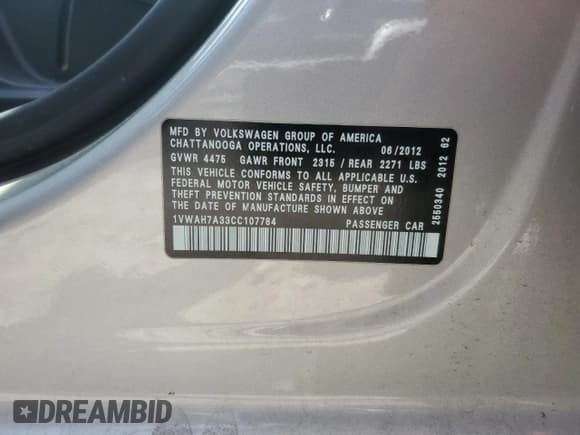 MFD BY VOLKSWAGEN GROUP OF AMERICA
CHATTANOOGA OPERATIONS, LLC. 06/2012
GVWR 4475 GAWR FRONT 2315 / REAR 2271 LBS
THIS VEHICLE CONFORMS TO ALL APPLICABLE U.S.
FEDERAL MOTOR VEHICLE SAFETY, BUMPER AND
THEFT PREVENTION STANDARDS IN EFFECT ON
THE DATE OF MANUFACTURE SHOWN ABOVE.
1VWAH7A33CC107784 PASSENGER CAR
2550340 2012 62
DREAMBID